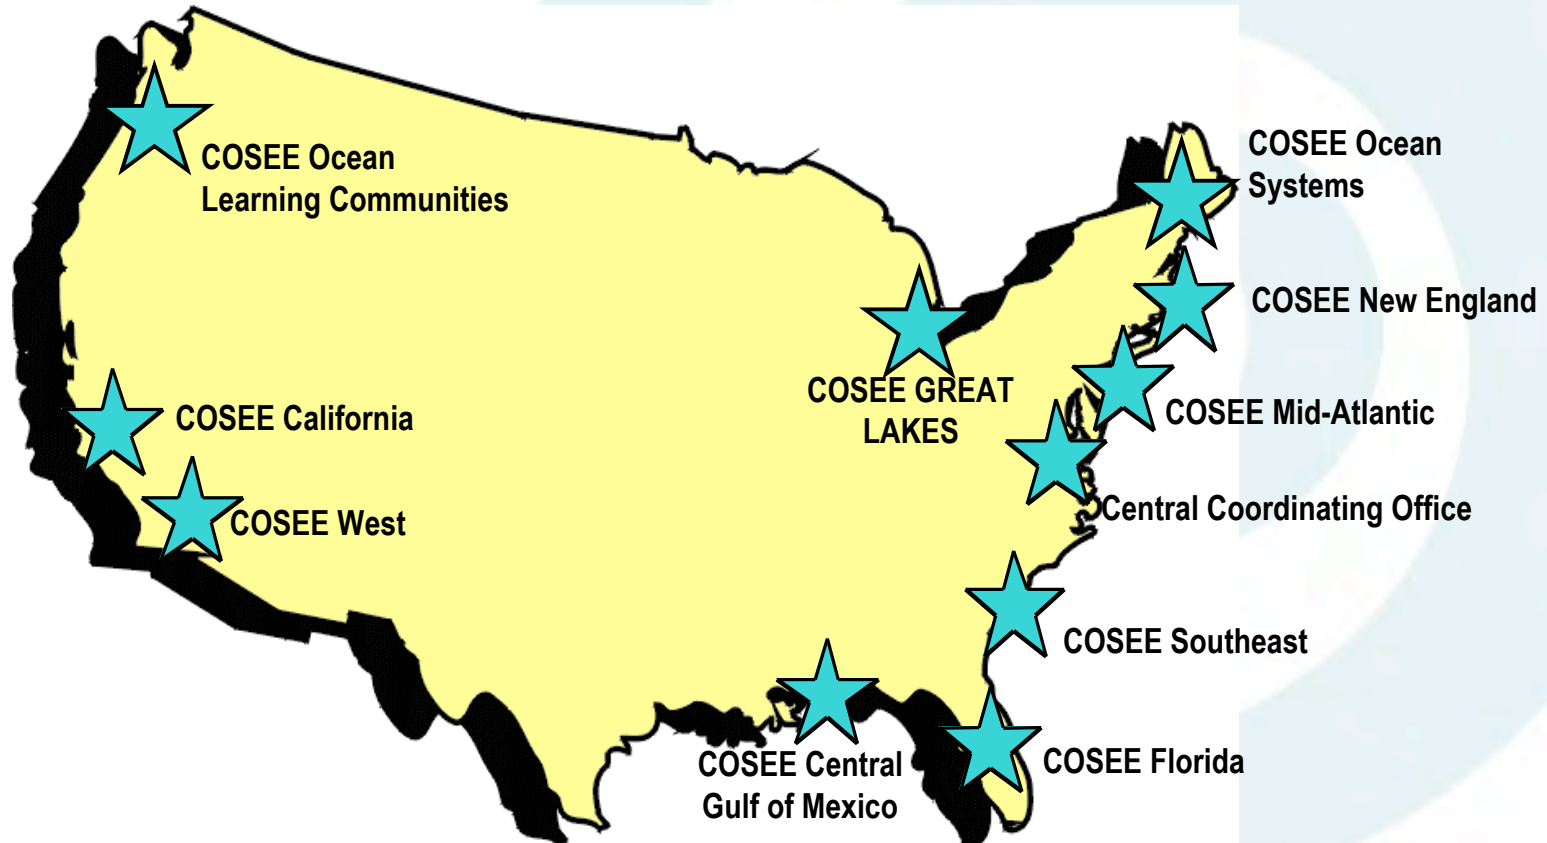 COSEE Ocean
Learning Communities
COSEE Ocean
Systems
COSEE New England
COSEE GREAT
LAKES
COSEE California
COSEE Mid-Atlantic
COSEE West
Central Coordinating Office
COSEE Southeast
COSEE Central
Gulf of Mexico
COSEE Florida